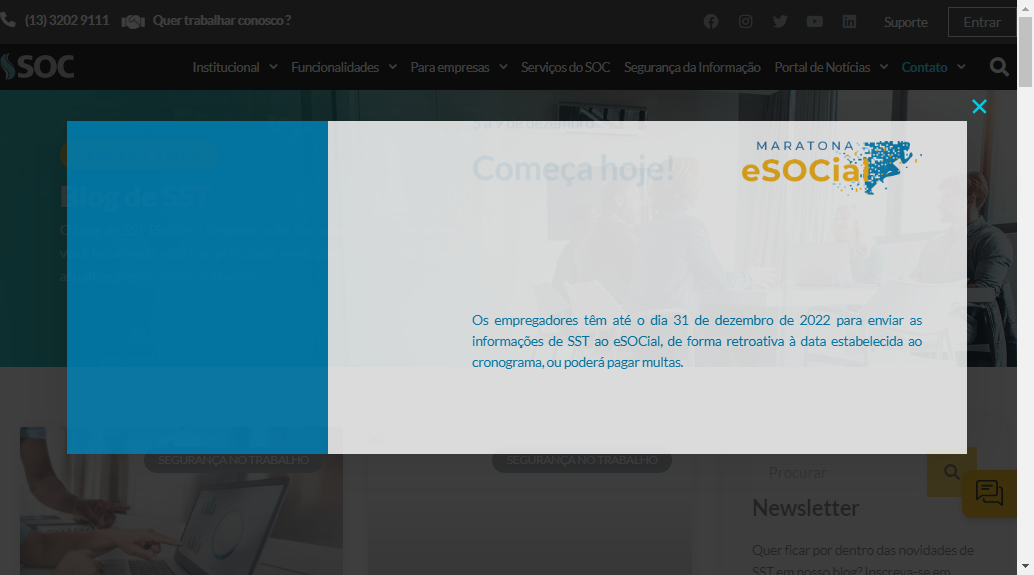 (13) 3202 9111 Quer trabalhar conosco ?
Suporte Entrar
SOC
Institucional Funcionalidades Para empresas Serviços do SOC Segurança da Informação Portal de Notícias Contato
5 a 9 de dezembro
MARATONA
eSOCial
Começa hoje!
Blog de SST
Os empregadores têm até o dia 31 de dezembro de 2022 para enviar as
informações de SST ao eSOCial, de forma retroativa à data estabelecida ao
cronograma, ou poderá pagar multas.
SEGURANÇA NO TRABALHO
SEGURANÇA NO TRABALHO
Procurar
Newsletter
Quer ficar por dentro das novidades de
SST em nosso blog? Inscreva-se em